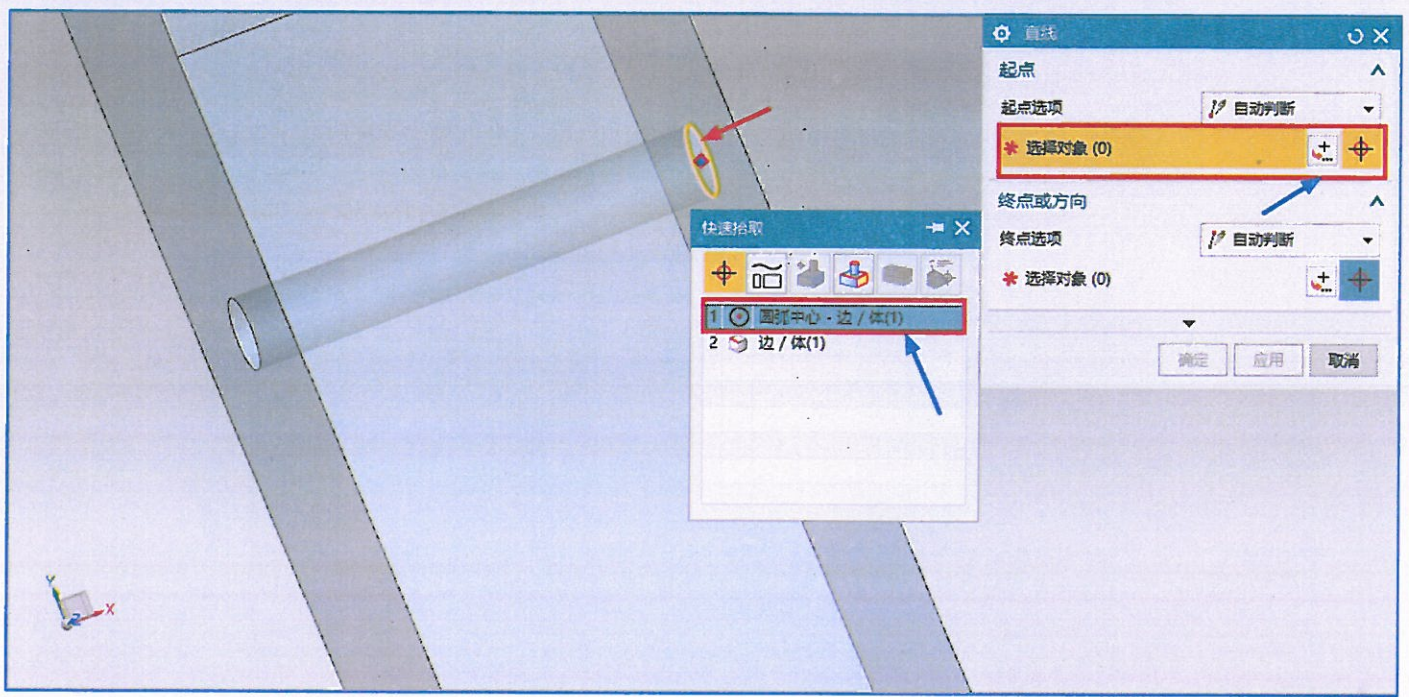 直线
起点
起点选项
自动判断
* 选择对象 (0)
终点或方向
终点选项
自动判断
* 选择对象 (0)
确定
应用
取消
快速拾取
1 圆弧中心 - 边 / 体(1)
2 边 / 体(1)
Y
X